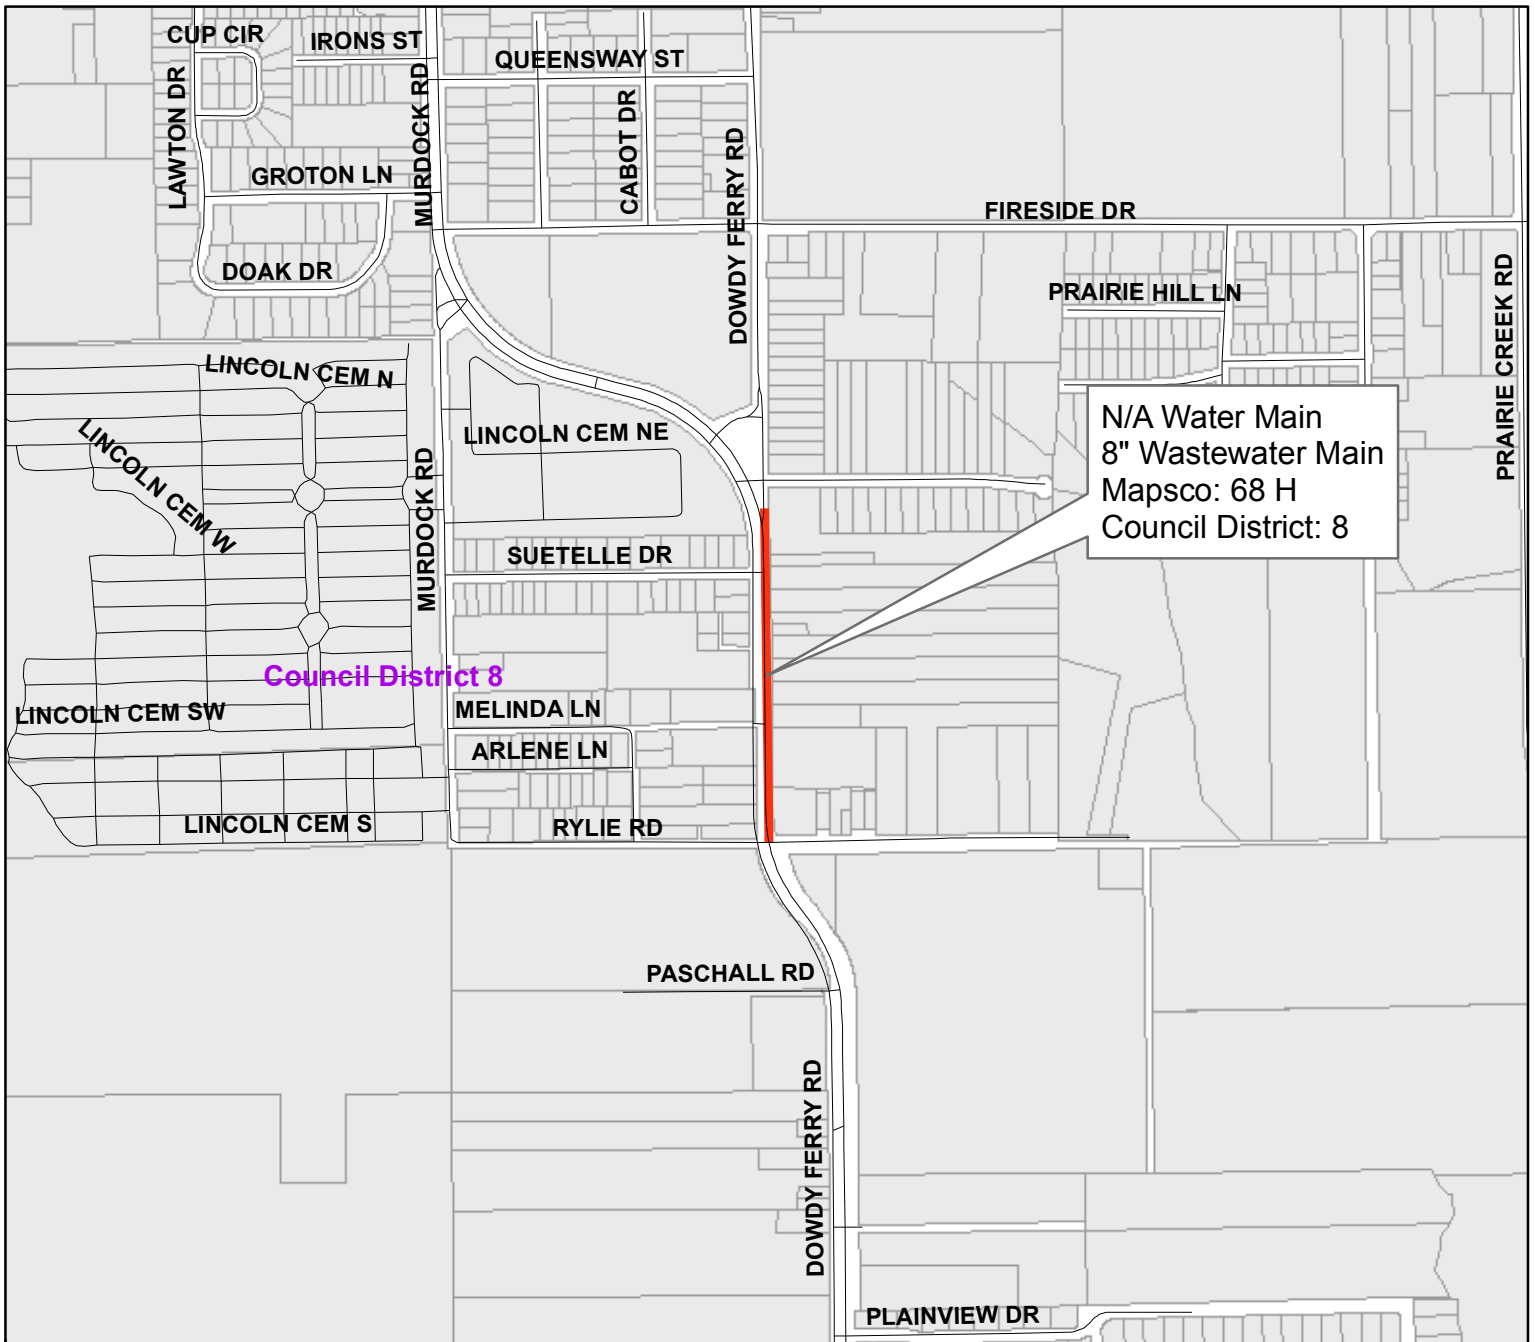 CUP CIR
IRONS ST
QUEENSWAY ST
LAWTON DR
MURDOCK RD
CABOT DR
DOWDY FERRY RD
GROTON LN
FIRESIDE DR
DOAK DR
PRAIRIE HILL LN
PRAIRIE CREEK RD
LINCOLN CEM N
LINCOLN CEM NE
LINCOLN CEM W
MURDOCK RD
N/A Water Main
8" Wastewater Main
Mapsco: 68 H
Council District: 8
SUETELLE DR
Council District 8
LINCOLN CEM SW
MELINDA LN
ARLENE LN
LINCOLN CEM S
RYLIE RD
PASCHALL RD
DOWDY FERRY RD
PLAINVIEW DR